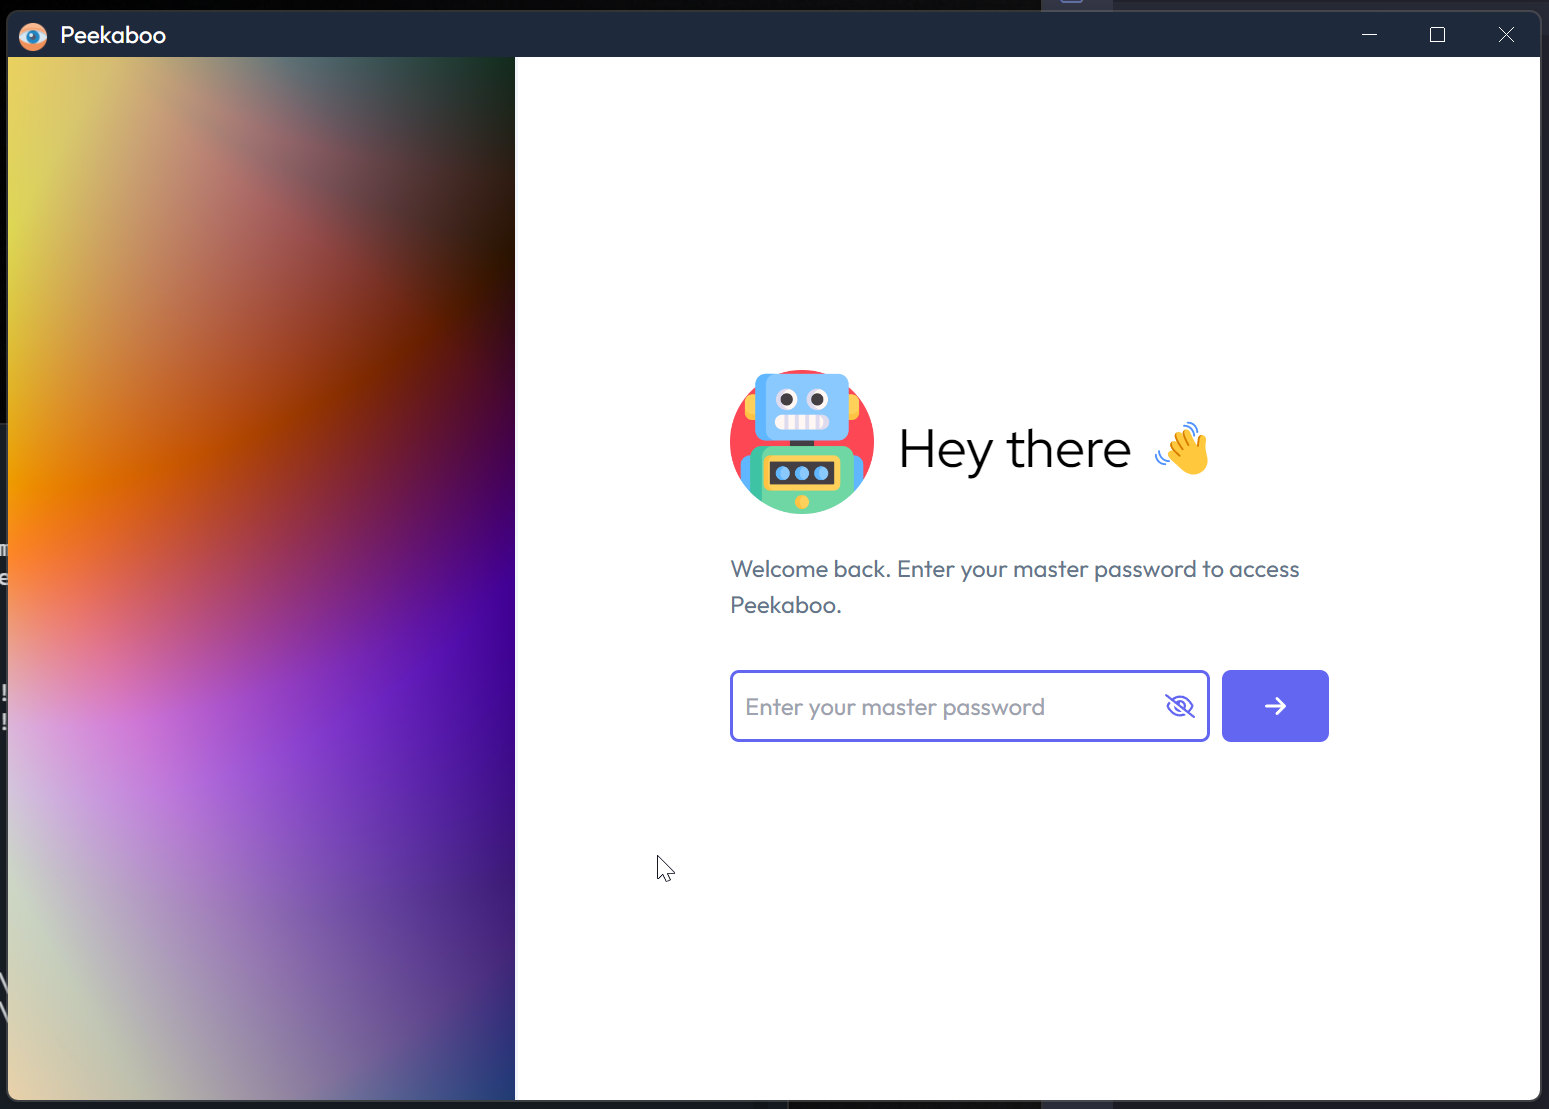 Peekaboo
Hey there
Welcome back. Enter your master password to access
Peekaboo.
Enter your master password